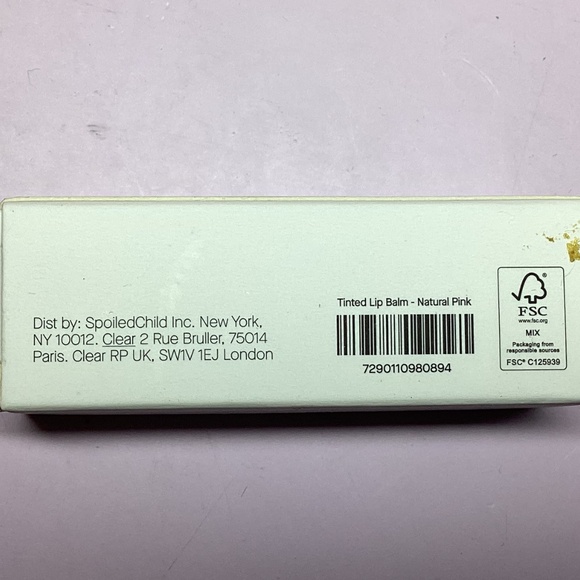 Dist by: SpoiledChild Inc. New York,
NY 10012. Clear 2 Rue Bruller, 75014
Paris. Clear RP UK, SW1V 1EJ London
Tinted Lip Balm - Natural Pink
7290110980894
FSC
www.fsc.org
MIX
Packaging from
responsible sources
FSC® C125939